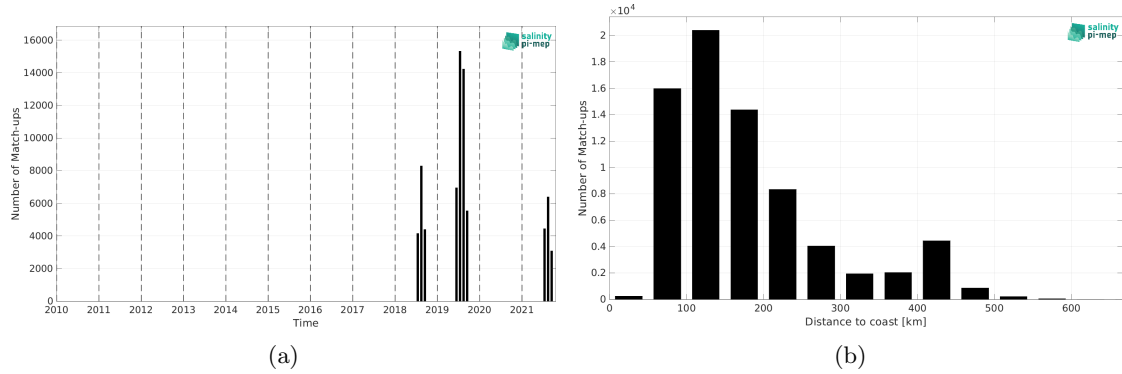 salinity
pi-mep
16000
14000
12000
10000
8000
6000
4000
2000
0
Number of Match-ups
2010 2011 2012 2013 2014 2015 2016 2017 2018 2019 2020 2021
Time
(a)
×10⁴
salinity
pi-mep
2
1.8
1.6
1.4
1.2
1
0.8
0.6
0.4
0.2
0
Number of Match-ups
0 100 200 300 400 500 600
Distance to coast [km]
(b)